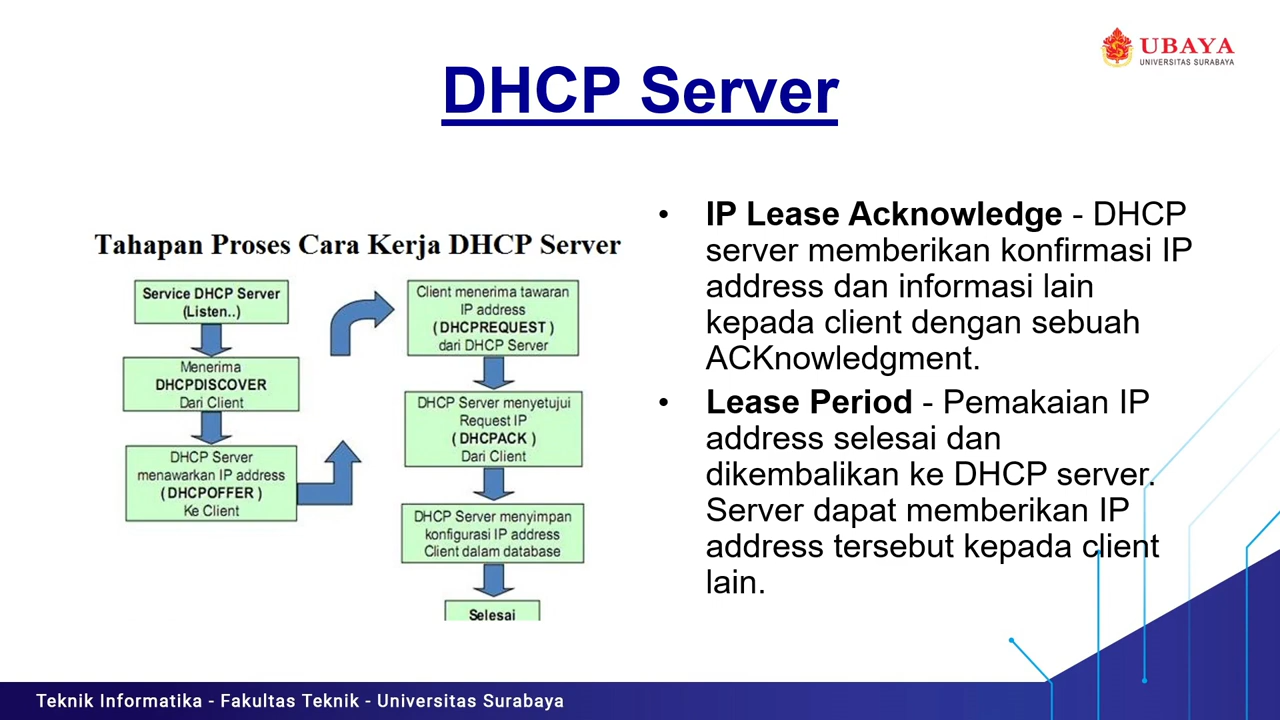 UBAYA
UNIVERSITAS SURABAYA
DHCP Server
Tahapan Proses Cara Kerja DHCP Server
Service DHCP Server
(Listen..)
Menerima
DHCPDISCOVER
Dari Client
DHCP Server
menawarkan IP address
(DHCPOFFER )
Ke Client
Client menerima tawaran
IP address
(DHCPREQUEST )
dari DHCP Server
DHCP Server menyetujui
Request IP
(DHCPACK )
Dari Client
DHCP Server menyimpan
konfigurasi IP address
Client dalam database
Selesai
• IP Lease Acknowledge - DHCP
server memberikan konfirmasi IP
address dan informasi lain
kepada client dengan sebuah
ACKnowledgment.
• Lease Period - Pemakaian IP
address selesai dan
dikembalikan ke DHCP server.
Server dapat memberikan IP
address tersebut kepada client
lain.
Teknik Informatika - Fakultas Teknik - Universitas Surabaya